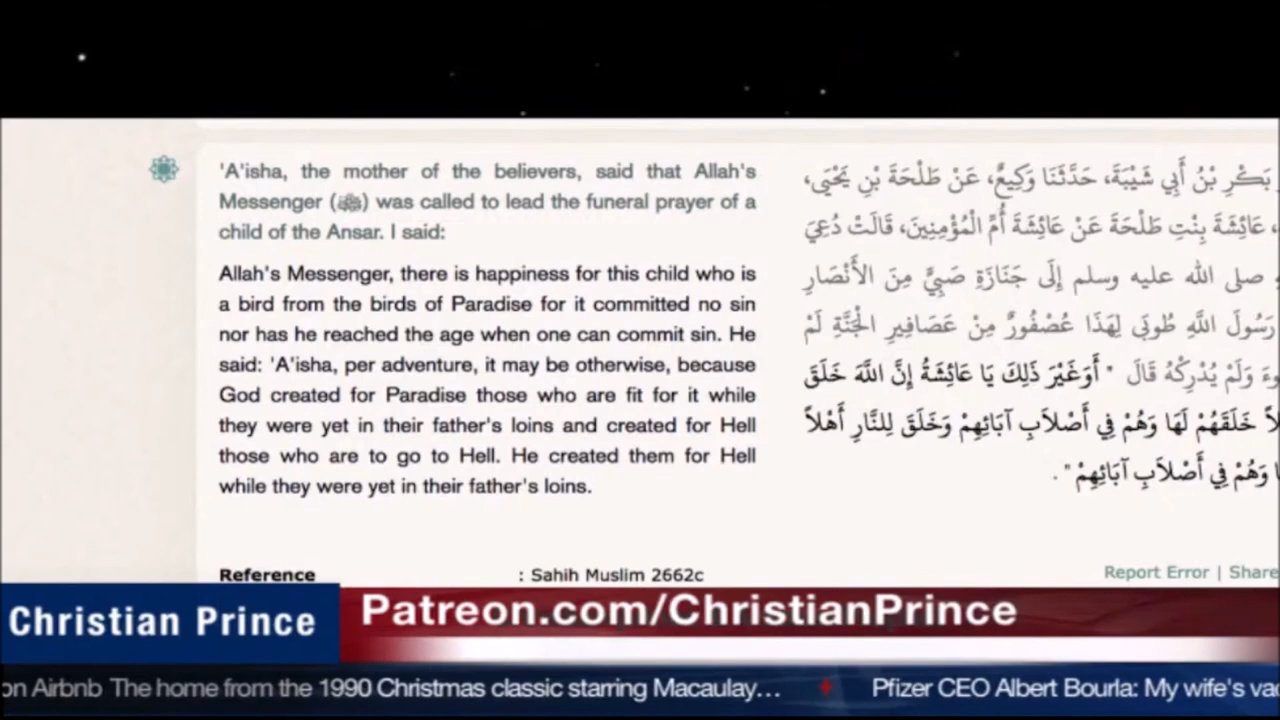 'A'isha, the mother of the believers, said that Allah's
Messenger (ﷺ) was called to lead the funeral prayer of a
child of the Ansar. I said:
Allah's Messenger, there is happiness for this child who is
a bird from the birds of Paradise for it committed no sin
nor has he reached the age when one can commit sin. He
said: 'A'isha, per adventure, it may be otherwise, because
God created for Paradise those who are fit for it while
they were yet in their father's loins and created for Hell
those who are to go to Hell. He created them for Hell
while they were yet in their father's loins.
بَكْرِ بْنُ أَبِي شَيْبَةَ، حَدَّثَنَا وَكِيعٌ، عَنْ طَلْحَةَ بْنِ يَحْيَى،
، عَائِشَةَ بِنْتِ طَلْحَةَ عَنْ عَائِشَةَ أُمِّ الْمُؤْمِنِينَ، قَالَتْ دُعِيَ
صلى الله عليه وسلم إِلَى جَنَازَةِ صَبِيٍّ مِنَ الأَنْصَارِ
رَسُولَ اللَّهِ طُوبَى لِهَذَا عُصْفُورٌ مِنْ عَصَافِيرِ الْجَنَّةِ لَمْ
وَلَمْ يُدْرِكْهُ قَالَ " أَوَغَيْرَ ذَلِكَ يَا عَائِشَةُ إِنَّ اللَّهَ خَلَقَ
خَلَقَهُمْ لَهَا وَهُمْ فِي أَصْلاَبِ آبَائِهِمْ وَخَلَقَ لِلنَّارِ أَهْلاً
وَهُمْ فِي أَصْلاَبِ آبَائِهِمْ " .
Reference : Sahih Muslim 2662c
Report Error | Share
Christian Prince
Patreon.com/ChristianPrince
on Airbnb The home from the 1990 Christmas classic starring Macaulay… Pfizer CEO Albert Bourla: My wife's vac